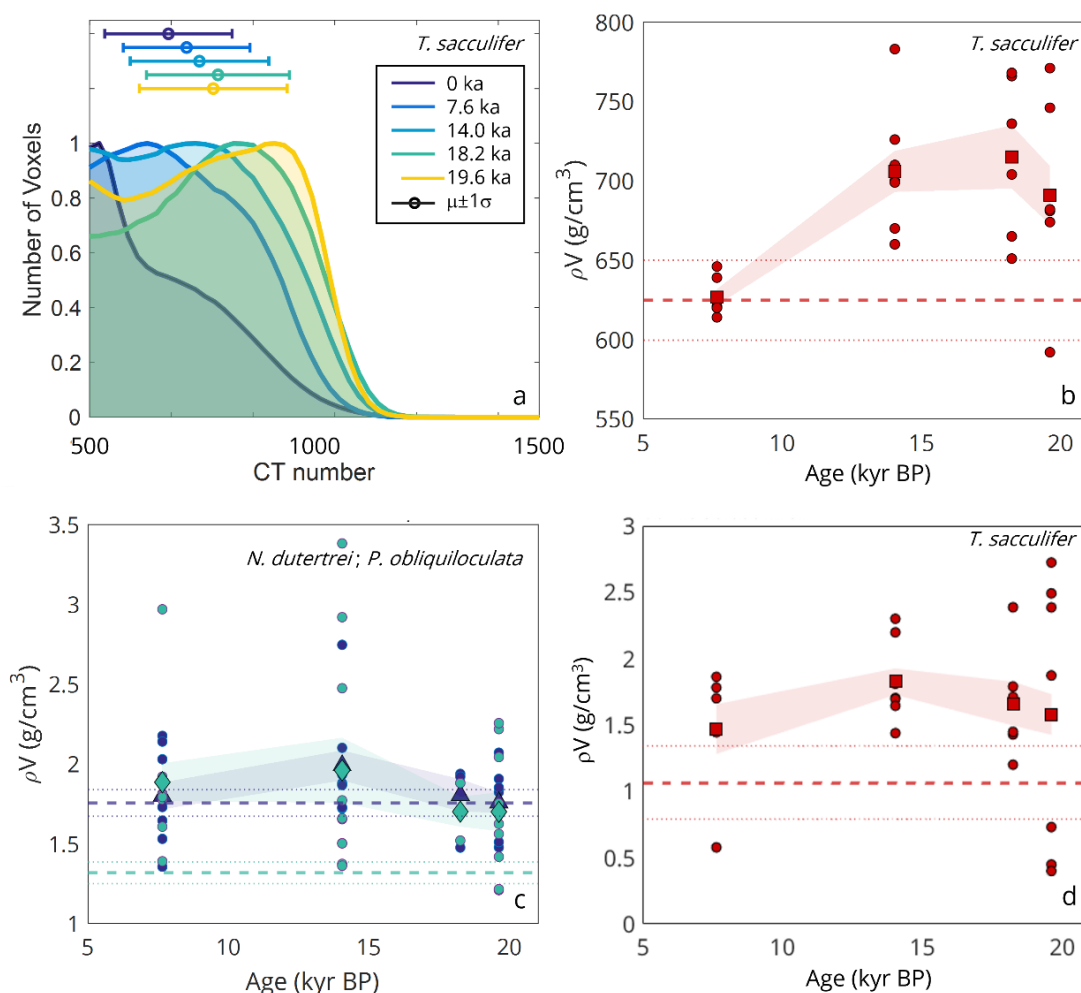 T. sacculifer
0 ka
7.6 ka
14.0 ka
18.2 ka
19.6 ka
μ±1σ
Number of Voxels
1
0.8
0.6
0.4
0.2
0
a
500
1000
1500
CT number
T. sacculifer
ρV (g/cm³)
800
750
700
650
600
550
b
5
10
15
20
Age (kyr BP)
N. dutertrei ; P. obliquiloculata
ρV (g/cm³)
3.5
3
2.5
2
1.5
1
c
5
10
15
20
Age (kyr BP)
T. sacculifer
ρV (g/cm³)
3
2.5
2
1.5
1
0.5
0
d
5
10
15
20
Age (kyr BP)